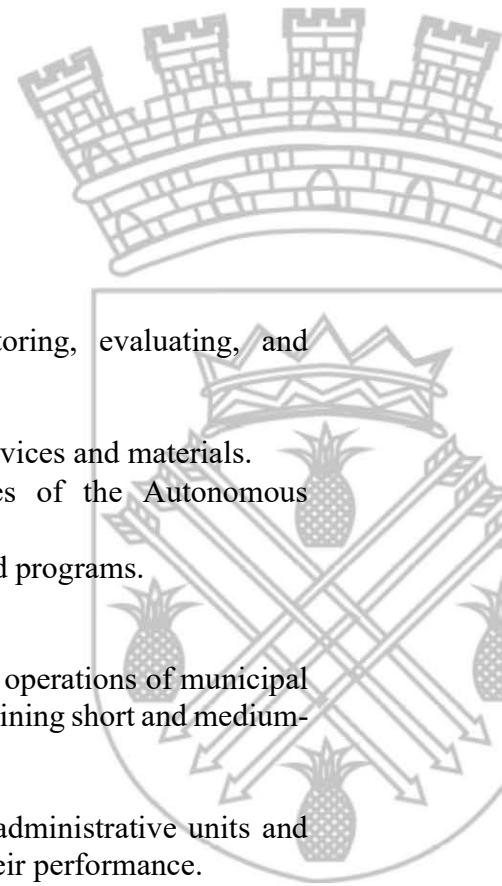 toring, evaluating, and
vices and materials.
es of the Autonomous
d programs.
operations of municipal
ining short and medium-
administrative units and
eir performance.